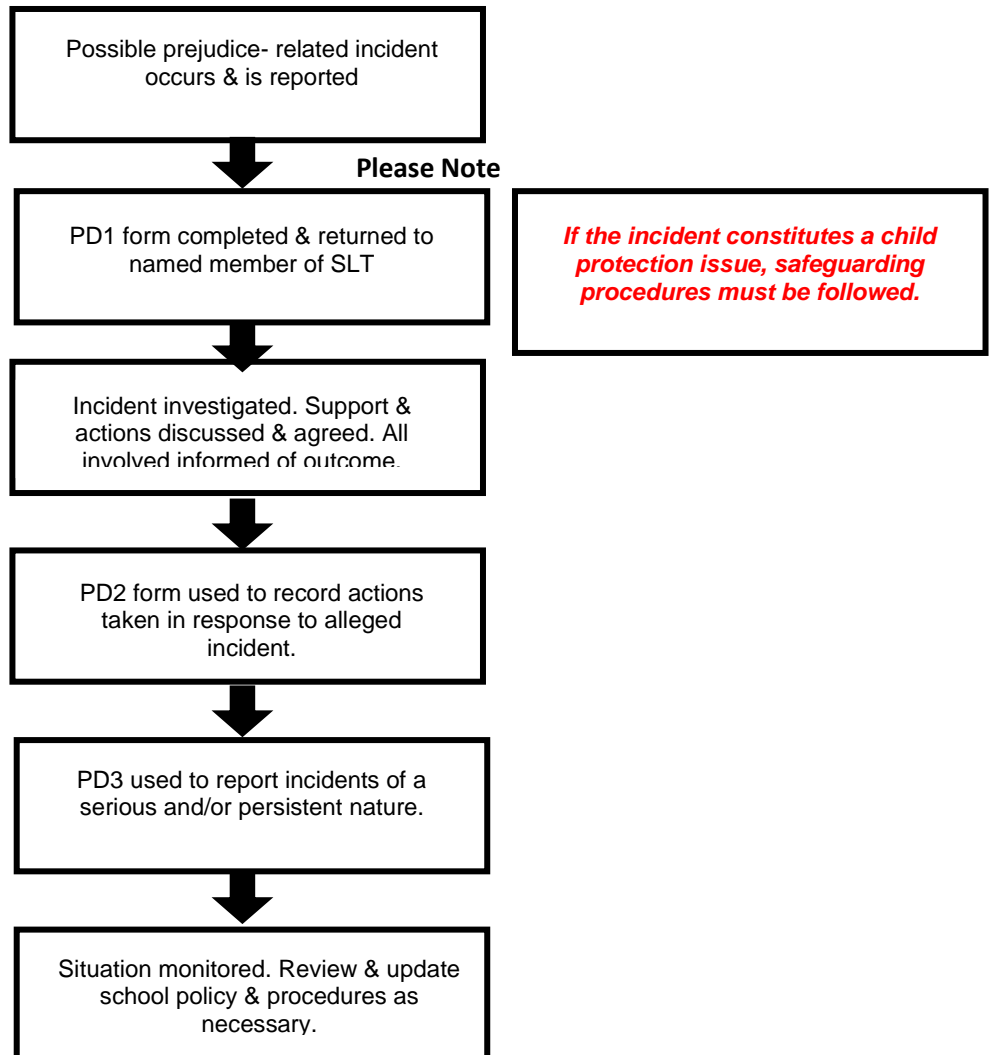 Possible prejudice- related incident
occurs & is reported
Please Note
PD1 form completed & returned to
named member of SLT
If the incident constitutes a child
protection issue, safeguarding
procedures must be followed.
Incident investigated. Support &
actions discussed & agreed. All
involved informed of outcome.
PD2 form used to record actions
taken in response to alleged
incident.
PD3 used to report incidents of a
serious and/or persistent nature.
Situation monitored. Review & update
school policy & procedures as
necessary.